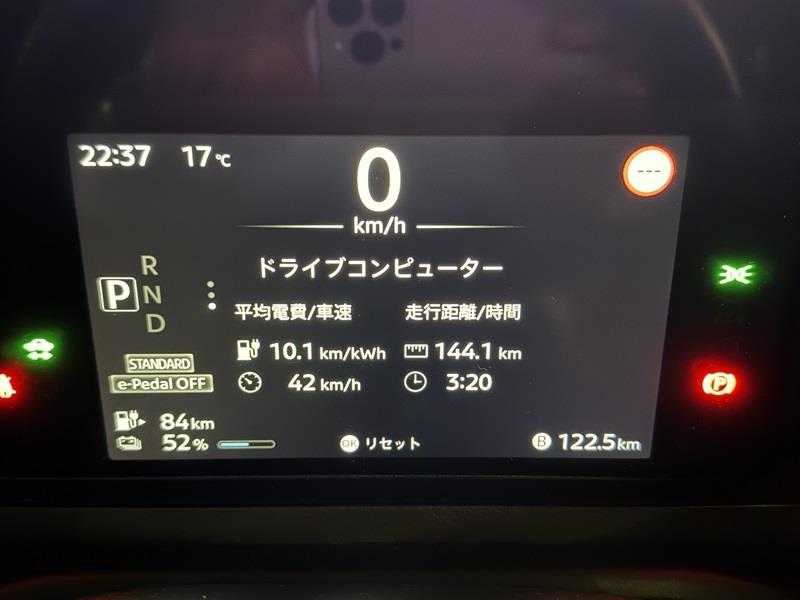 22:37 17℃
0
km/h
---
ドライブコンピューター
R
P N
D
平均電費/車速 走行距離/時間
10.1 km/kWh 144.1 km
42 km/h 3:20
STANDARD
e-Pedal OFF
84km
52%
OK リセット
B 122.5km
P